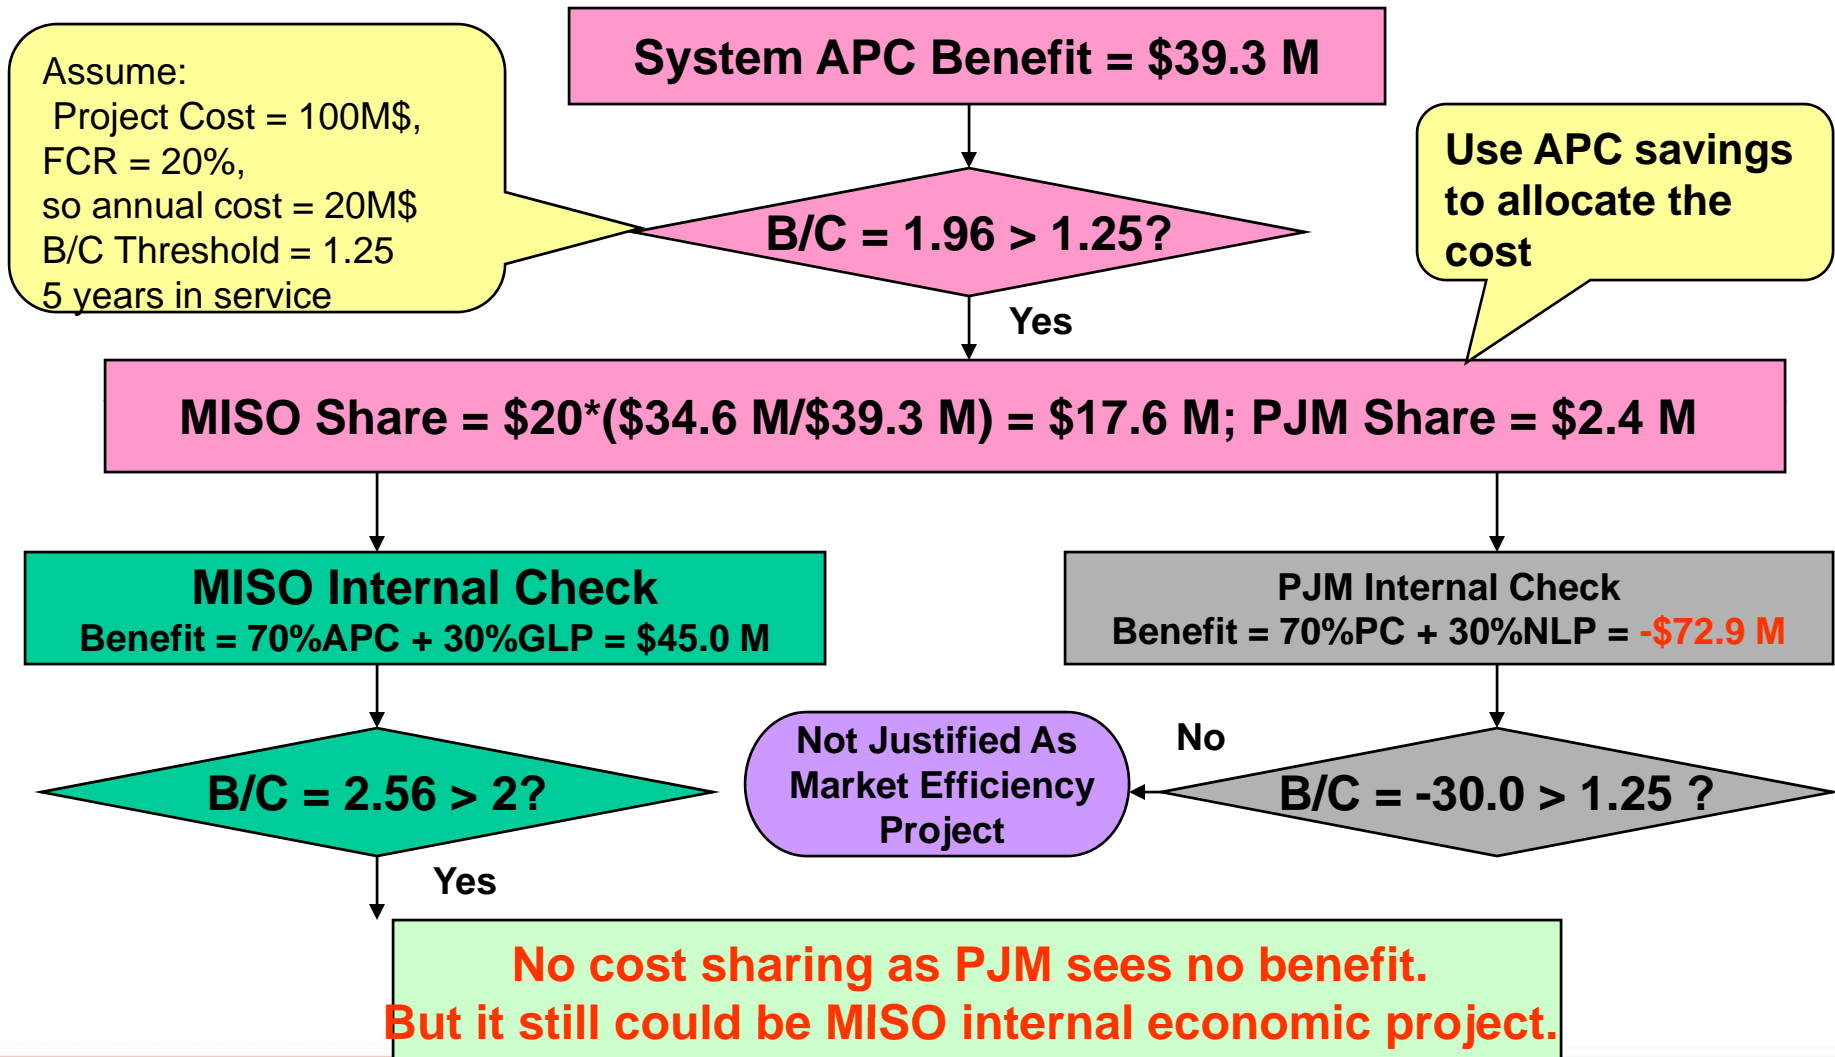 System APC Benefit = $39.3 M
Assume:
Project Cost = 100M$,
FCR = 20%,
so annual cost = 20M$
B/C Threshold = 1.25
5 years in service
B/C = 1.96 > 1.25?
Use APC savings
to allocate the
cost
Yes
MISO Share = $20*($34.6 M/$39.3 M) = $17.6 M; PJM Share = $2.4 M
MISO Internal Check
Benefit = 70%APC + 30%GLP = $45.0 M
PJM Internal Check
Benefit = 70%PC + 30%NLP = -$72.9 M
B/C = 2.56 > 2?
Not Justified As
Market Efficiency
Project
No
B/C = -30.0 > 1.25 ?
Yes
No cost sharing as PJM sees no benefit.
But it still could be MISO internal economic project.